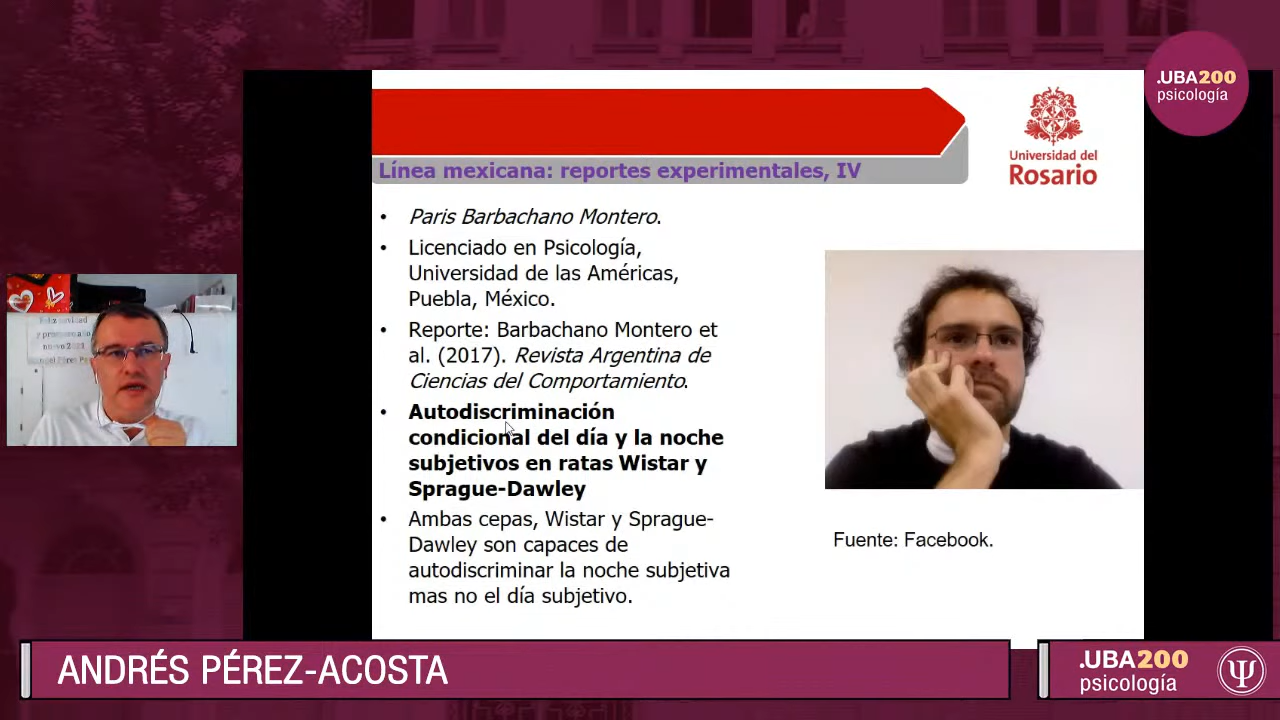 .UBA200
psicología
Universidad del
Rosario
Línea mexicana: reportes experimentales, IV
• Paris Barbachano Montero.
• Licenciado en Psicología,
Universidad de las Américas,
Puebla, México.
• Reporte: Barbachano Montero et
al. (2017). Revista Argentina de
Ciencias del Comportamiento.
• Autodiscriminación
condicional del día y la noche
subjetivos en ratas Wistar y
Sprague-Dawley
• Ambas cepas, Wistar y Sprague-
Dawley son capaces de
autodiscriminar la noche subjetiva
mas no el día subjetivo.
Fuente: Facebook.
ANDRÉS PÉREZ-ACOSTA
.UBA200
psicología